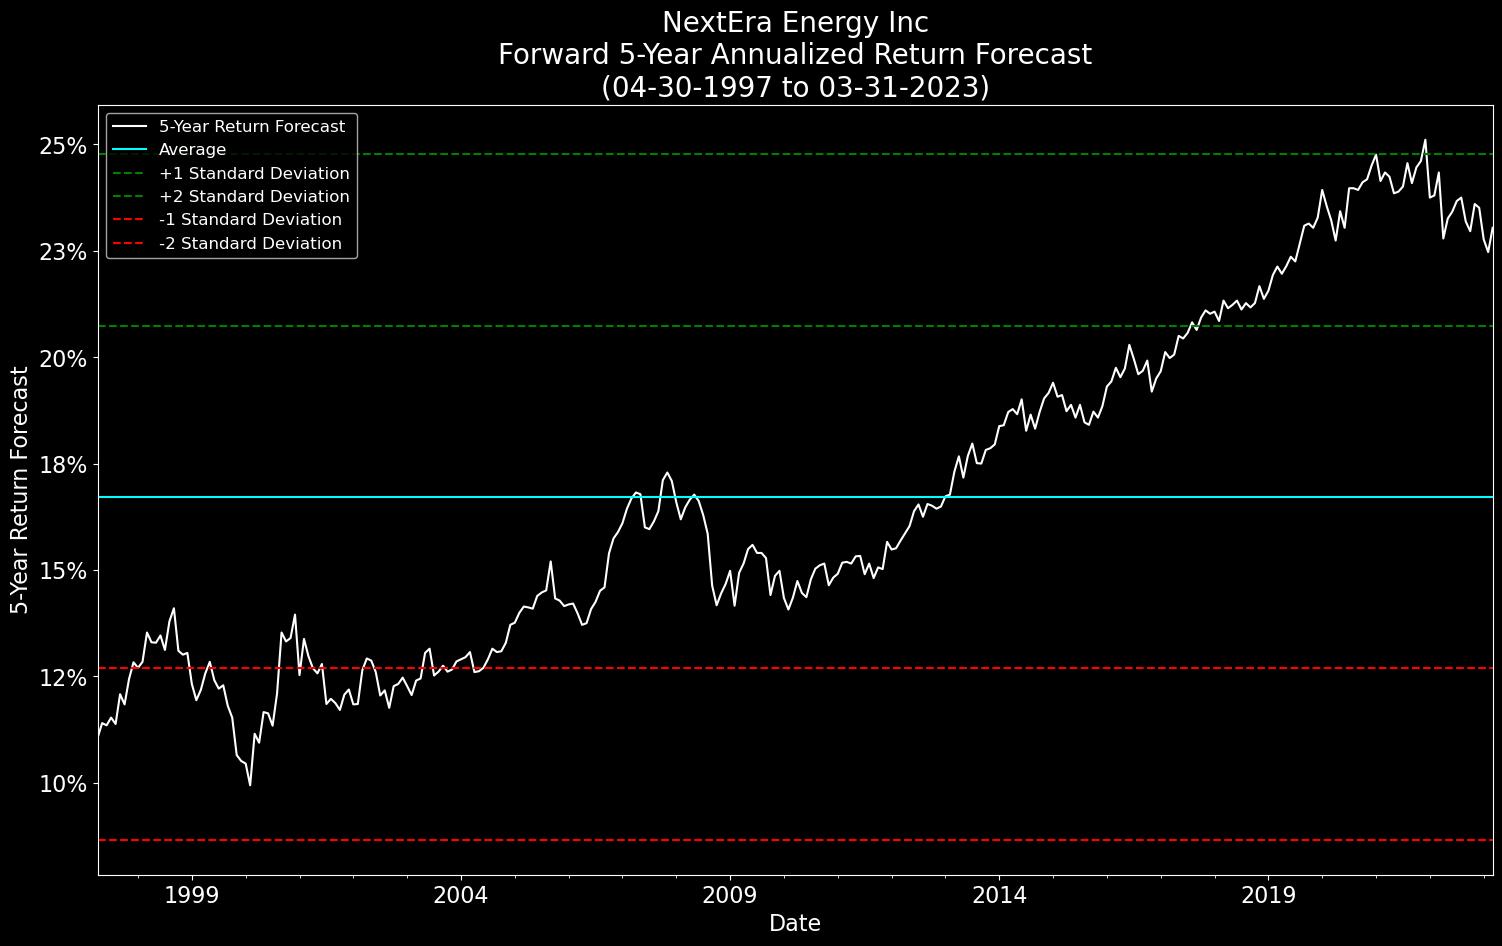 NextEra Energy Inc
Forward 5-Year Annualized Return Forecast
(04-30-1997 to 03-31-2023)
5-Year Return Forecast
Average
+1 Standard Deviation
+2 Standard Deviation
-1 Standard Deviation
-2 Standard Deviation
25%
23%
20%
18%
15%
12%
10%
5-Year Return Forecast
1999 2004 2009 2014 2019
Date